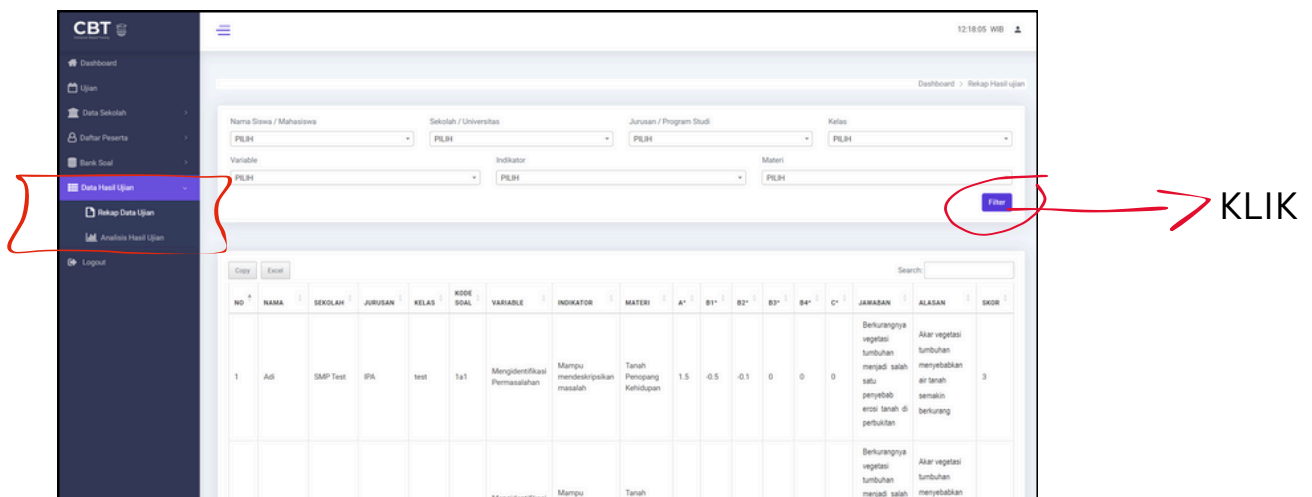 CBT
12:18:05 WIB
Dashboard
Ujian
Data Sekolah
Daftar Peserta
Bank Soal
Data Hasil Ujian
Rekap Data Ujian
Analisis Hasil Ujian
Logout
Dashboard > Rekap Hasil ujian
Nama Siswa / Mahasiswa Sekolah / Universitas Jurusan / Program Studi Kelas
PILIH PILIH PILIH PILIH
Variable Indikator Materi
PILIH PILIH PILIH
Filter
KLIK
Copy Excel Search:
NO NAMA SEKOLAH JURUSAN KELAS KODE SOAL VARIABLE INDIKATOR MATERI A* B1* B2* B3* B4* C* JAWABAN ALASAN SKOR
1 Adi SMP Test IPA test 1a1
Mengidentifikasi
Permasalahan
Mampu
mendeskripsikan
masalah
Tanah
Penopang
Kehidupan
1.5 -0.5 -0.1 0 0 0
Berkurangnya
vegetasi
tumbuhan
menjadi salah
satu
penyebab
erosi tanah di
perbukitan
Akar vegetasi
tumbuhan
menyebabkan
air tanah
semakin
berkurang
3
Mampu
Tanah
Berkurangnya
vegetasi
tumbuhan
menjadi salah
Akar vegetasi
tumbuhan
menyebabkan